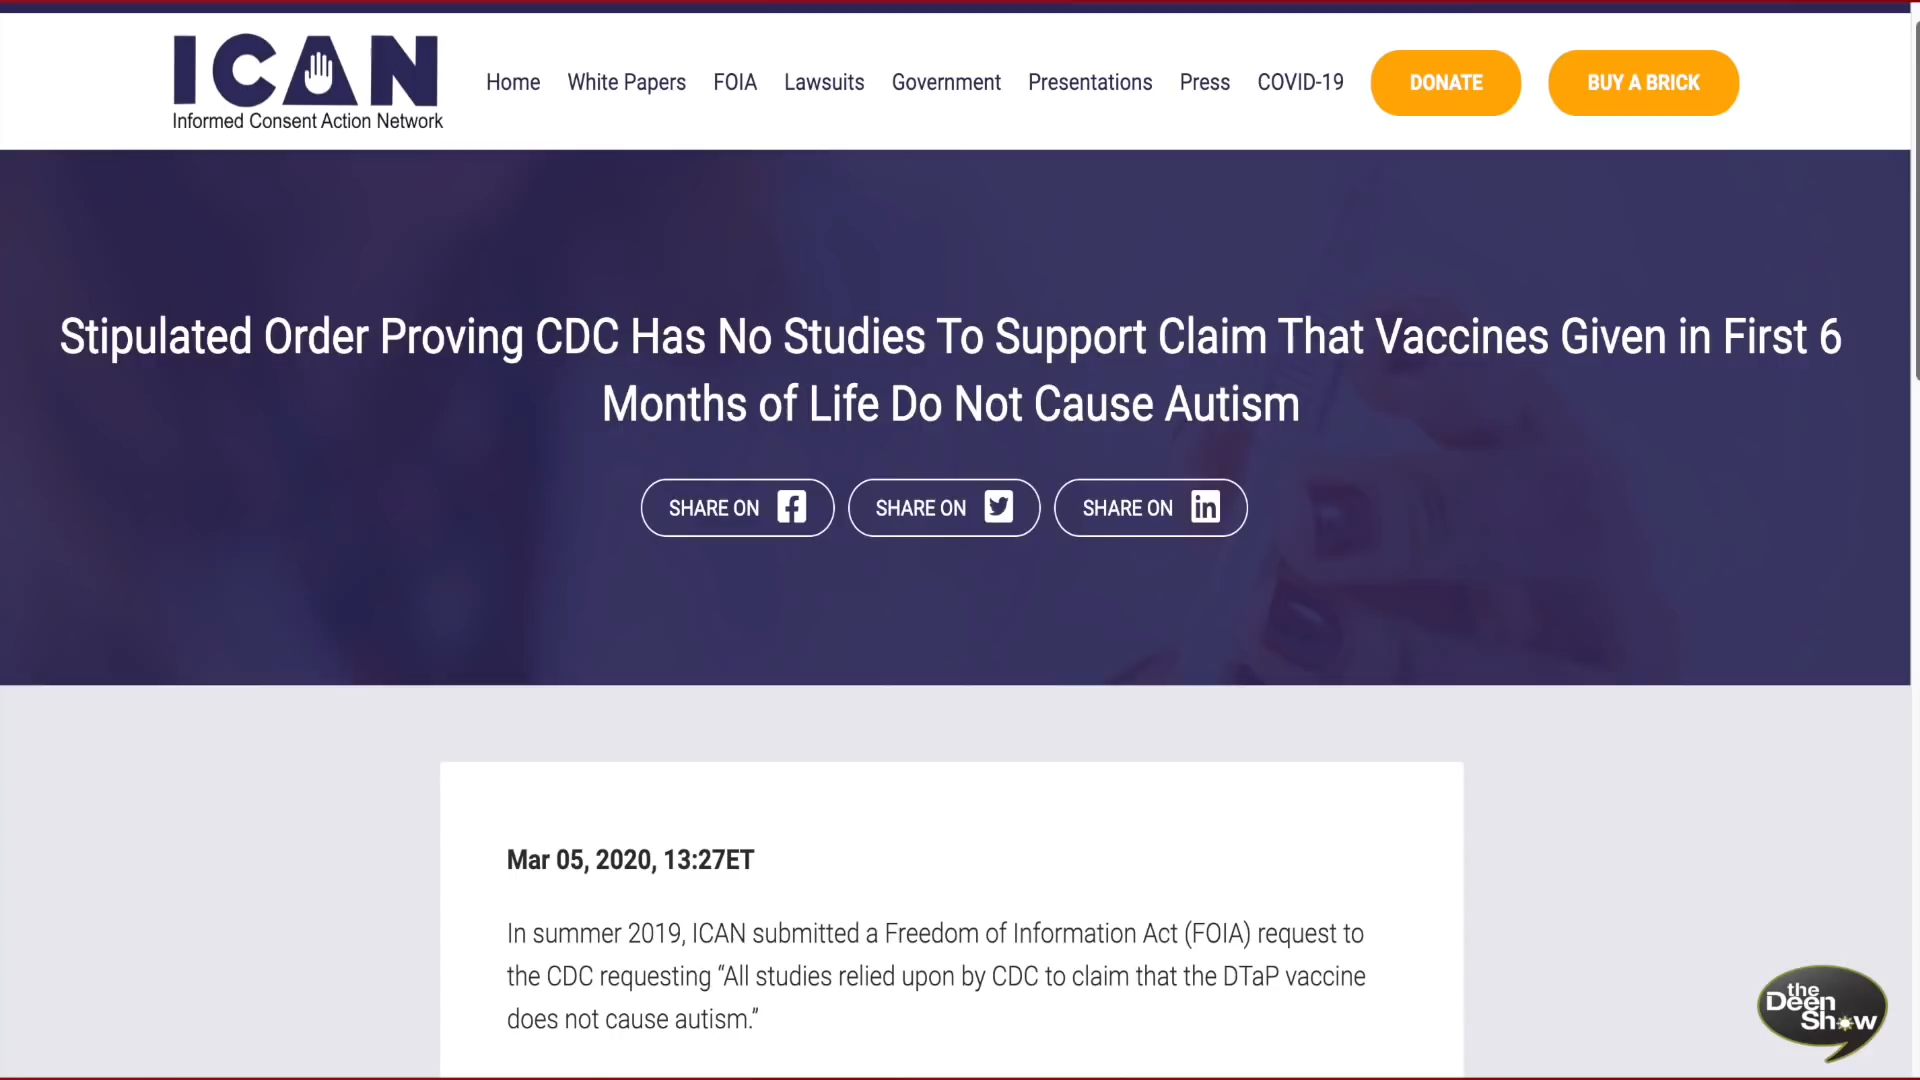 ICAN
Informed Consent Action Network
Home White Papers FOIA Lawsuits Government Presentations Press COVID-19 DONATE BUY A BRICK
Stipulated Order Proving CDC Has No Studies To Support Claim That Vaccines Given in First 6
Months of Life Do Not Cause Autism
SHARE ON SHARE ON SHARE ON in
Mar 05, 2020, 13:27ET
In summer 2019, ICAN submitted a Freedom of Information Act (FOIA) request to
the CDC requesting “All studies relied upon by CDC to claim that the DTaP vaccine
does not cause autism.”
the
Deen
Show